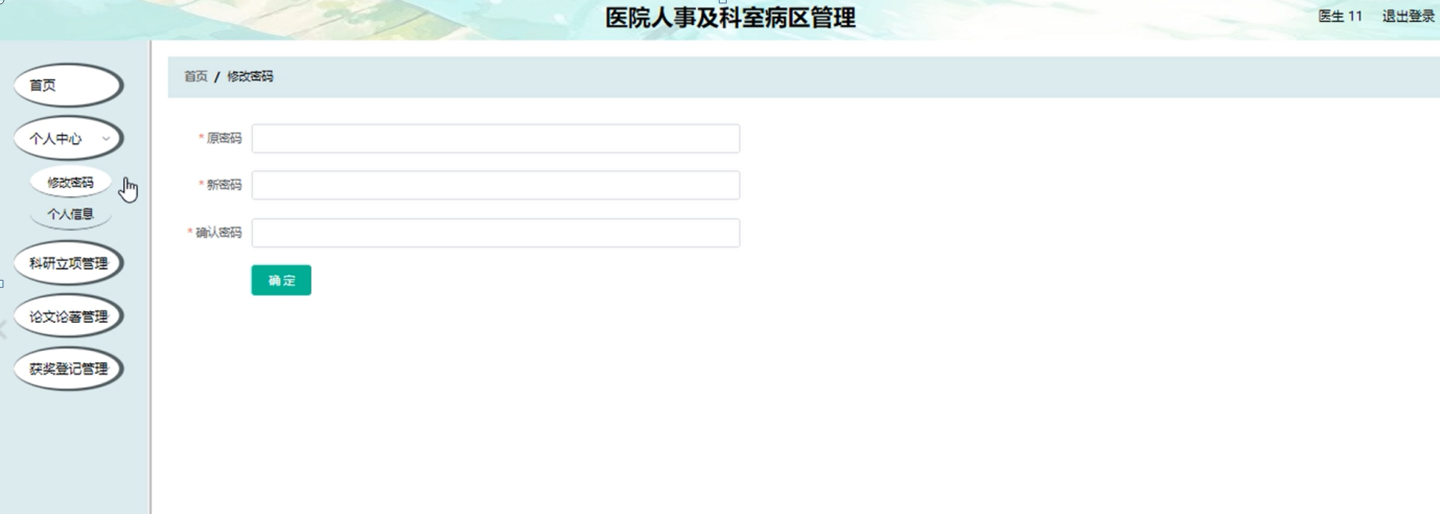 医院人事及科室病区管理
医生 11 退出登录
首页
个人中心
修改密码
个人信息
科研立项管理
论文论著管理
获奖登记管理
首页 / 修改密码
* 原密码
* 新密码
* 确认密码
确定